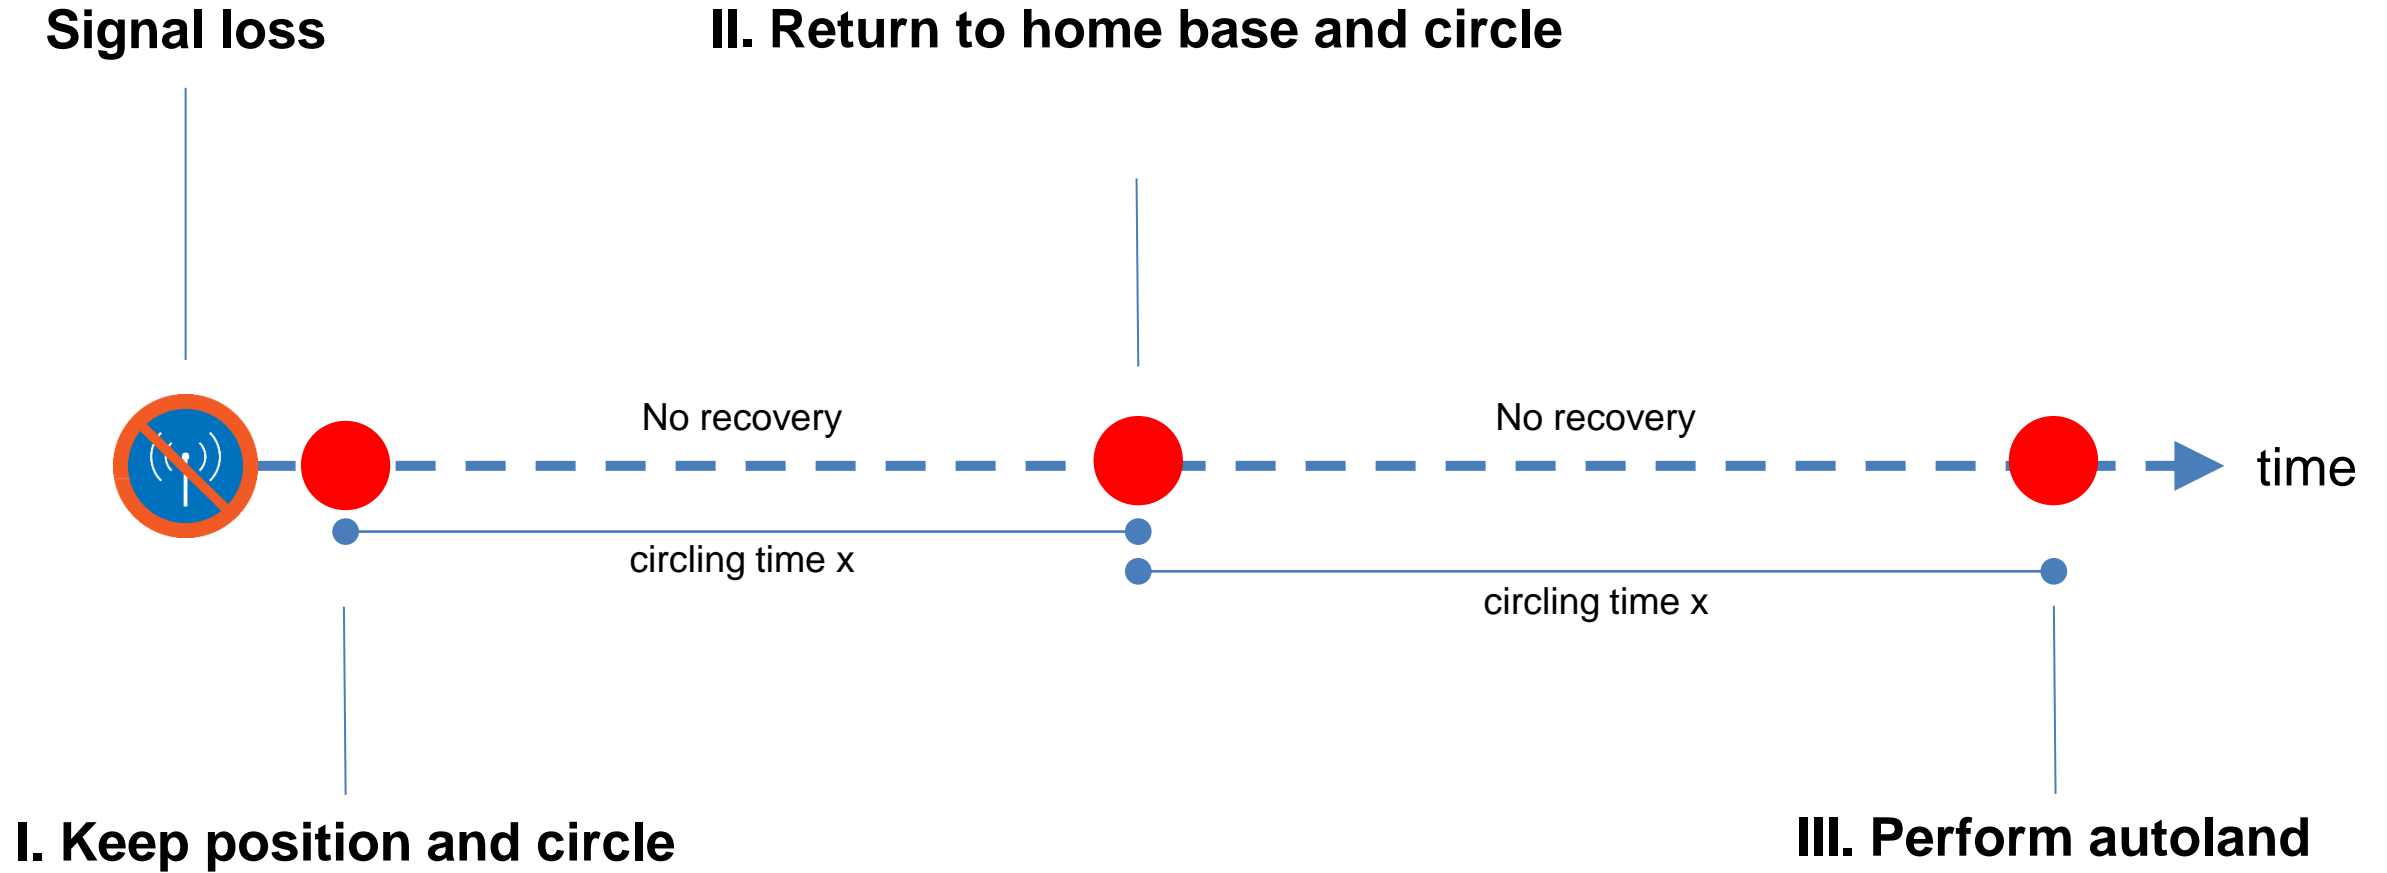 Signal loss
II. Return to home base and circle
No recovery
No recovery
time
circling time x
circling time x
I. Keep position and circle
III. Perform autoland